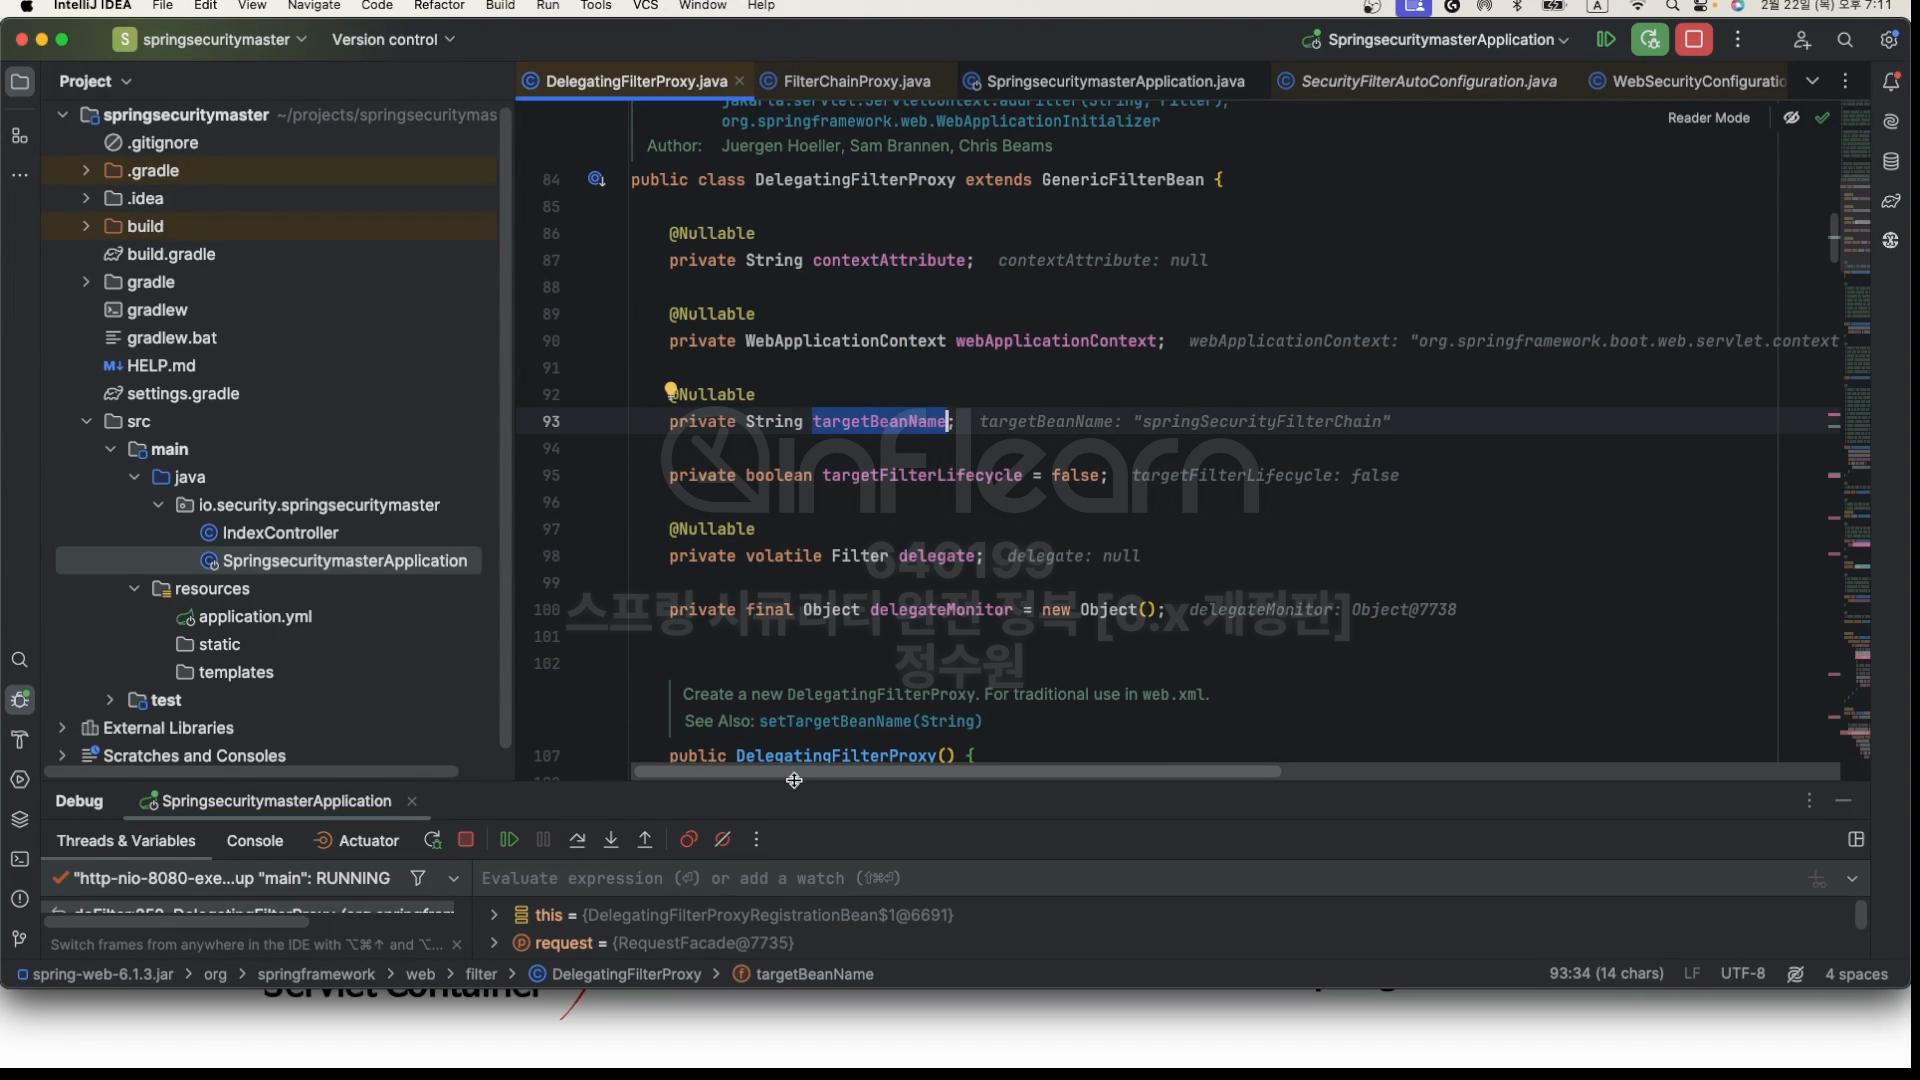 IntelliJ IDEA File Edit View Navigate Code Refactor Build Run Tools VCS Window Help A 2월 22일 (목) 오후 7:11
S springsecuritymaster Version control SpringsecuritymasterApplication
Project DelegatingFilterProxy.java FilterChainProxy.java SpringsecuritymasterApplication.java SecurityFilterAutoConfiguration.java WebSecurityConfiguratio
springsecuritymaster ~/projects/springsecuritymas
.gitignore
.gradle
.idea
build
build.gradle
gradle
gradlew
gradlew.bat
HELP.md
settings.gradle
src
main
java
io.security.springsecuritymaster
IndexController
SpringsecuritymasterApplication
resources
application.yml
static
templates
test
External Libraries
Scratches and Consoles
jakarta.servlet.ServletContext.addFilter(String, Filter),
org.springframework.web.WebApplicationInitializer
Reader Mode
Author: Juergen Hoeller, Sam Brannen, Chris Beams
84 public class DelegatingFilterProxy extends GenericFilterBean {
85
86 @Nullable
87 private String contextAttribute; contextAttribute: null
88
89 @Nullable
90 private WebApplicationContext webApplicationContext; webApplicationContext: "org.springframework.boot.web.servlet.context
91
92 @Nullable
93 private String targetBeanName; targetBeanName: "springSecurityFilterChain"
94
95 private boolean targetFilterLifecycle = false; targetFilterLifecycle: false
96
97 @Nullable
98 private volatile Filter delegate; delegate: null
99
100 private final Object delegateMonitor = new Object(); delegateMonitor: Object@7738
101
102
Create a new DelegatingFilterProxy. For traditional use in web.xml.
See Also: setTargetBeanName(String)
107 public DelegatingFilterProxy() {
inflearn
640199
스프링 시큐리티 완전 정복 [6.x 개정판]
정수원
Debug SpringsecuritymasterApplication
Threads & Variables Console Actuator
"http-nio-8080-exe...up "main": RUNNING
Evaluate expression (⏎) or add a watch (⇧⌘⏎)
doFilter:252, DelegatingFilterProxy (org.springfram
this = {DelegatingFilterProxyRegistrationBean$1@6691}
Switch frames from anywhere in the IDE with ⌥⌘↑ and ⌥...
request = {RequestFacade@7735}
spring-web-6.1.3.jar org springframework web filter DelegatingFilterProxy targetBeanName 93:34 (14 chars) LF UTF-8 4 spaces
Servlet Container